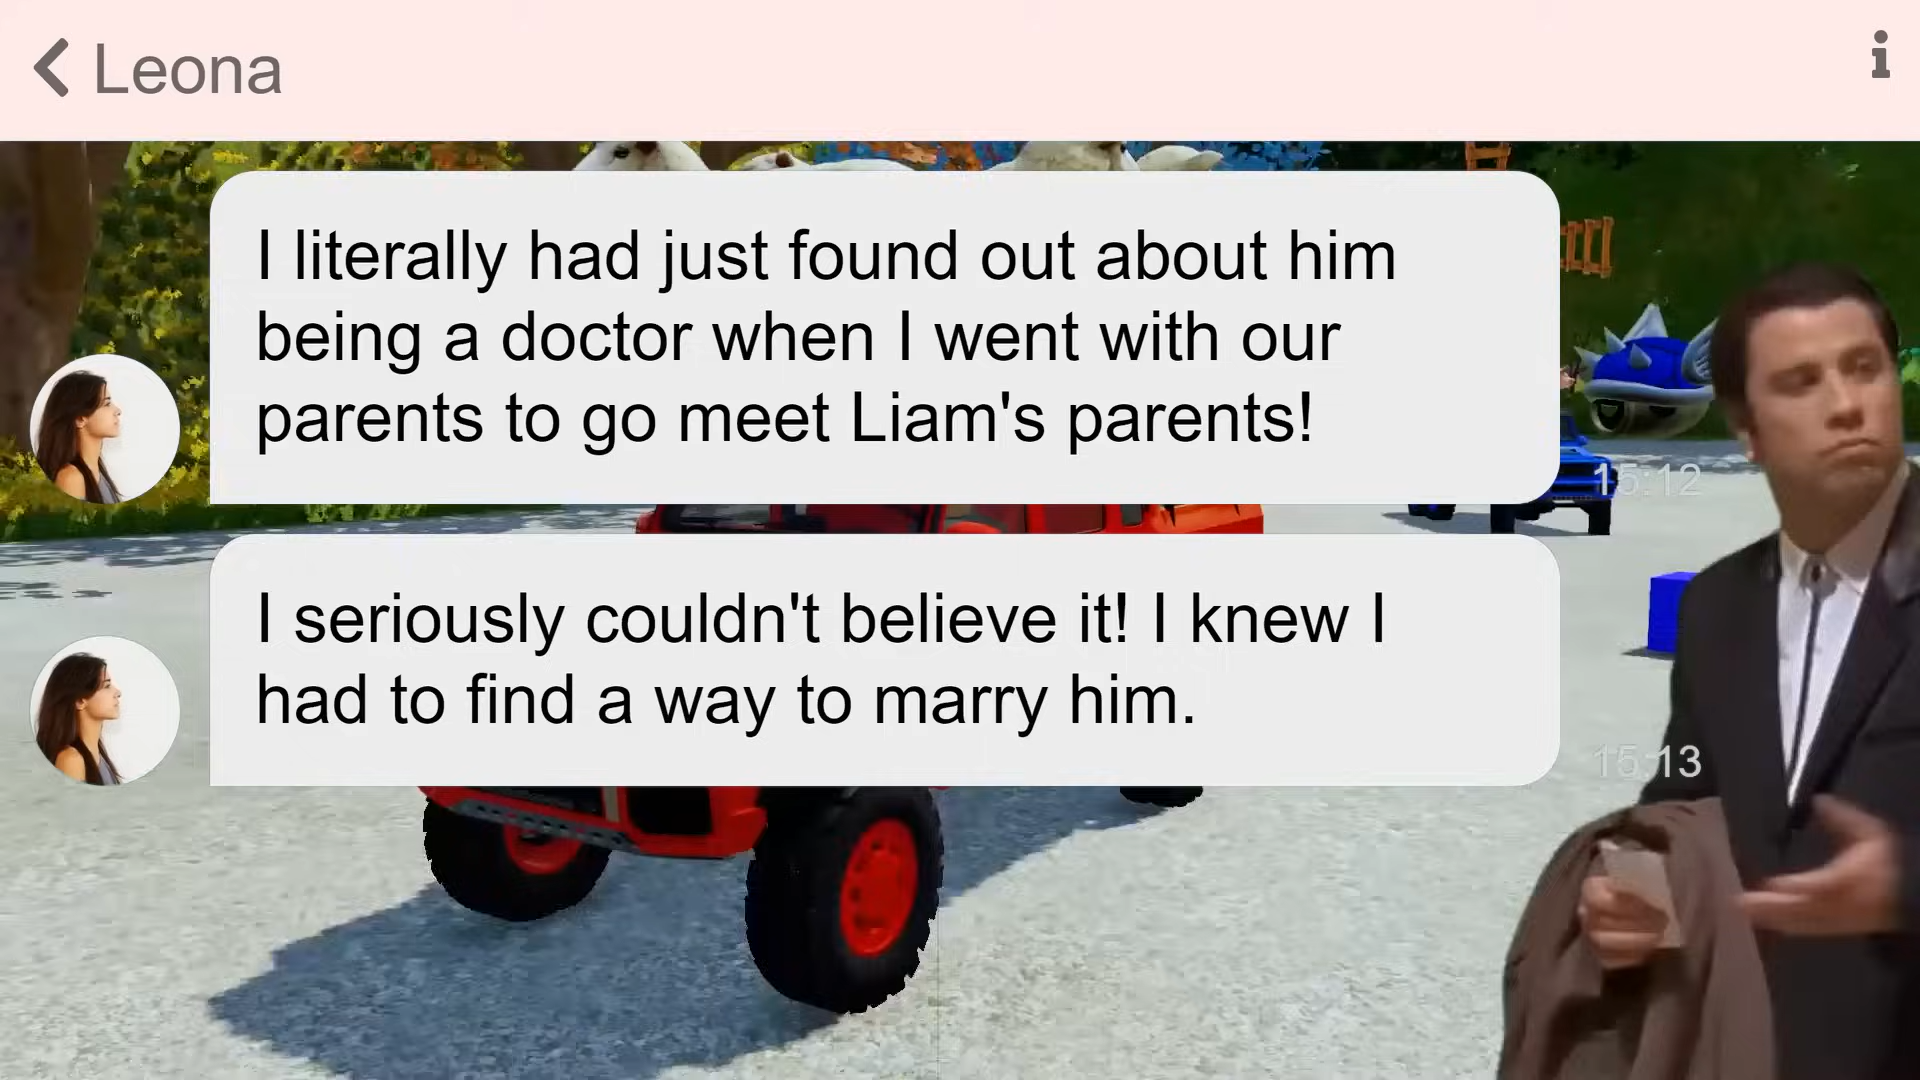 Leona
I literally had just found out about him
being a doctor when I went with our
parents to go meet Liam's parents!
15:12
I seriously couldn't believe it! I knew I
had to find a way to marry him.
15:13